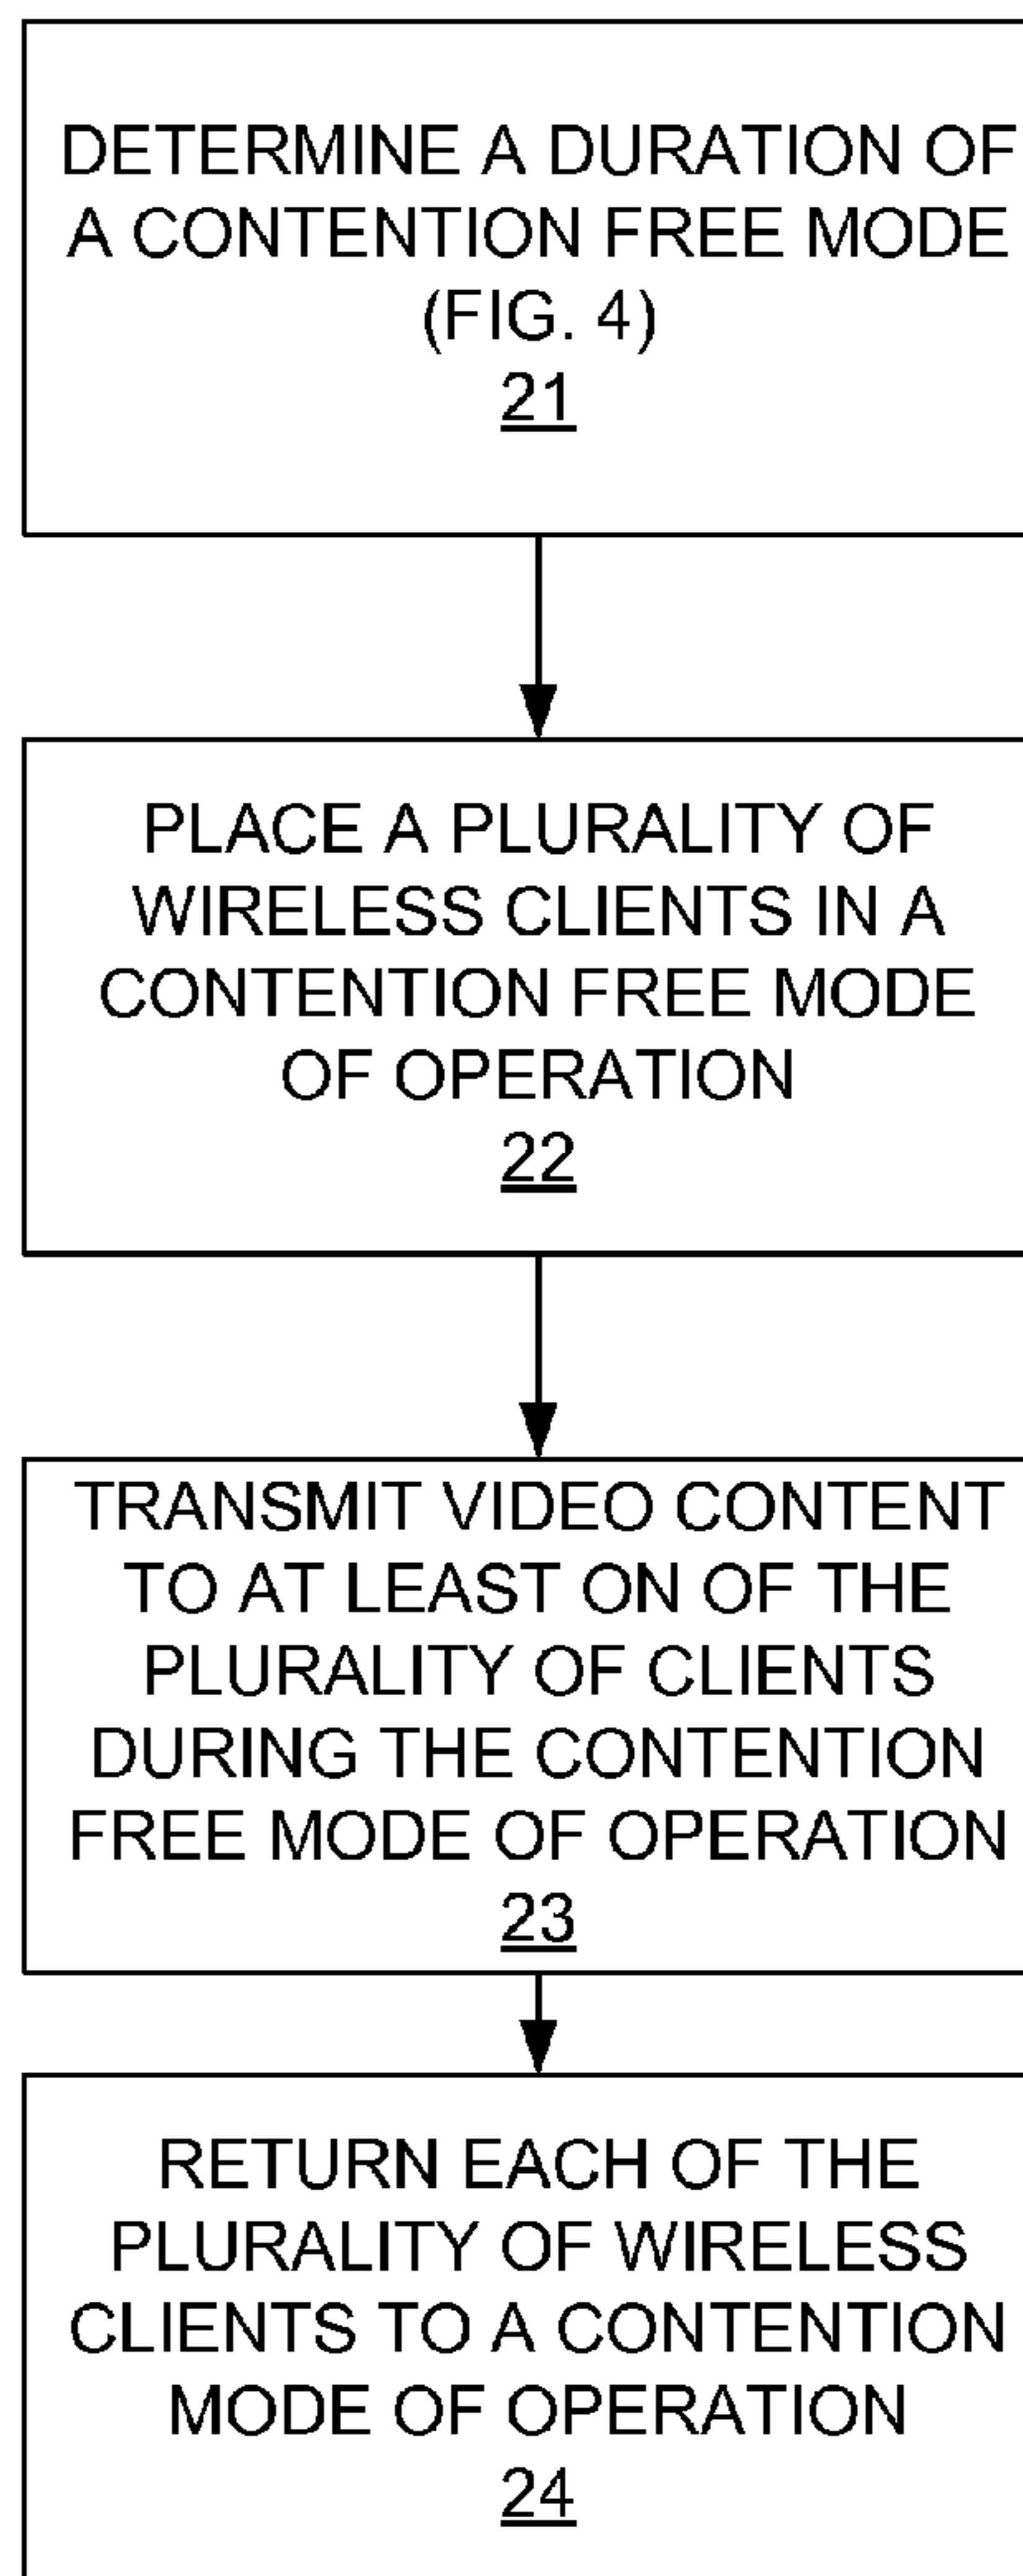 DETERMINE A DURATION OF
A CONTENTION FREE MODE
(FIG. 4)
21
PLACE A PLURALITY OF
WIRELESS CLIENTS IN A
CONTENTION FREE MODE
OF OPERATION
22
TRANSMIT VIDEO CONTENT
TO AT LEAST ON OF THE
PLURALITY OF CLIENTS
DURING THE CONTENTION
FREE MODE OF OPERATION
23
RETURN EACH OF THE
PLURALITY OF WIRELESS
CLIENTS TO A CONTENTION
MODE OF OPERATION
24